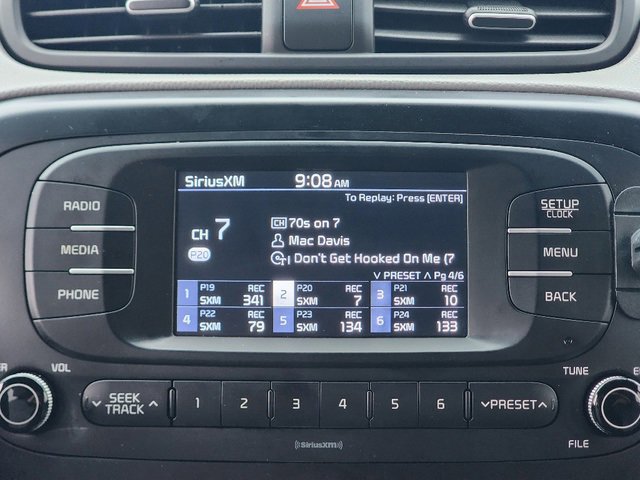 SiriusXM 9:08 AM
To Replay: Press [ENTER]
CH 7
P20
CH 70s on 7
Mac Davis
Don't Get Hooked On Me (7
PRESET Pg 4/6
1 P19 REC SXM 341
2 P20 REC SXM 7
3 P21 REC SXM 10
4 P22 REC SXM 79
5 P23 REC SXM 134
6 P24 REC SXM 133
RADIO
MEDIA
PHONE
SETUP
CLOCK
MENU
BACK
VOL
SEEK
TRACK
1 2 3 4 5 6
PRESET
TUNE
FILE
SiriusXM